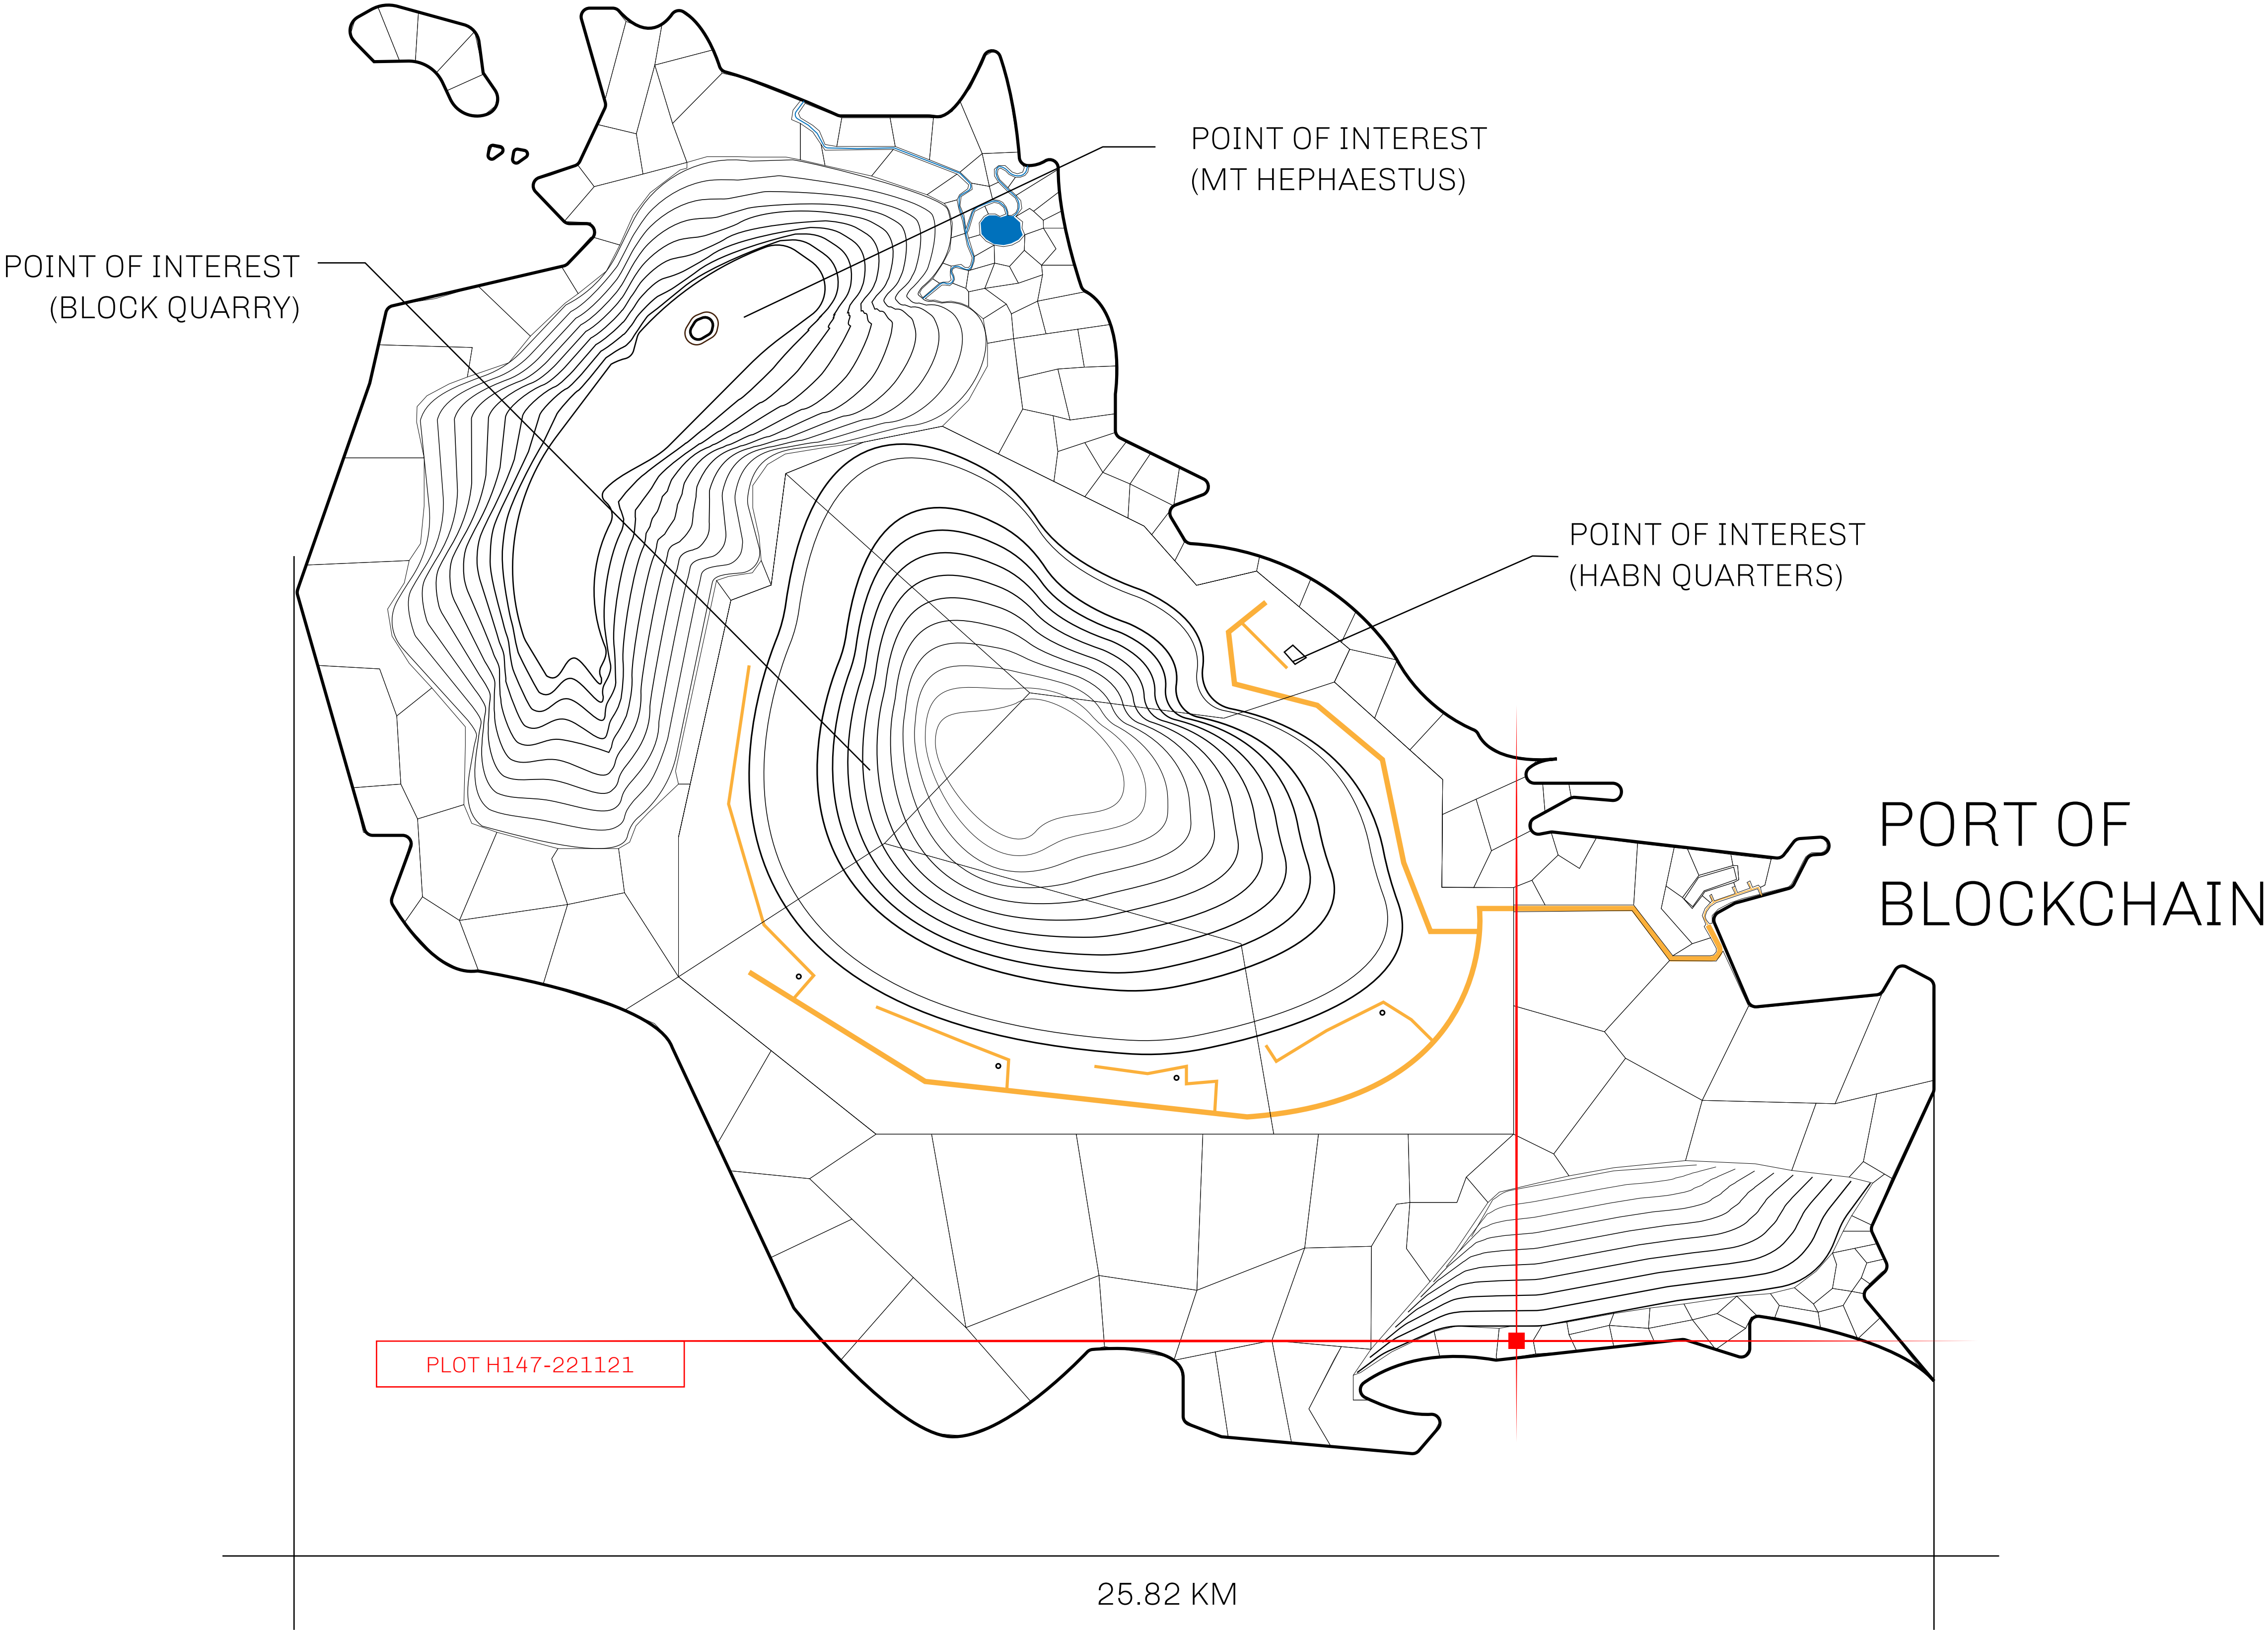 POINT OF INTEREST
(MT HEPHAESTUS)
POINT OF INTEREST
(BLOCK QUARRY)
POINT OF INTEREST
(HABN QUARTERS)
PORT OF
BLOCKCHAIN
PLOT H147-221121
25.82 KM